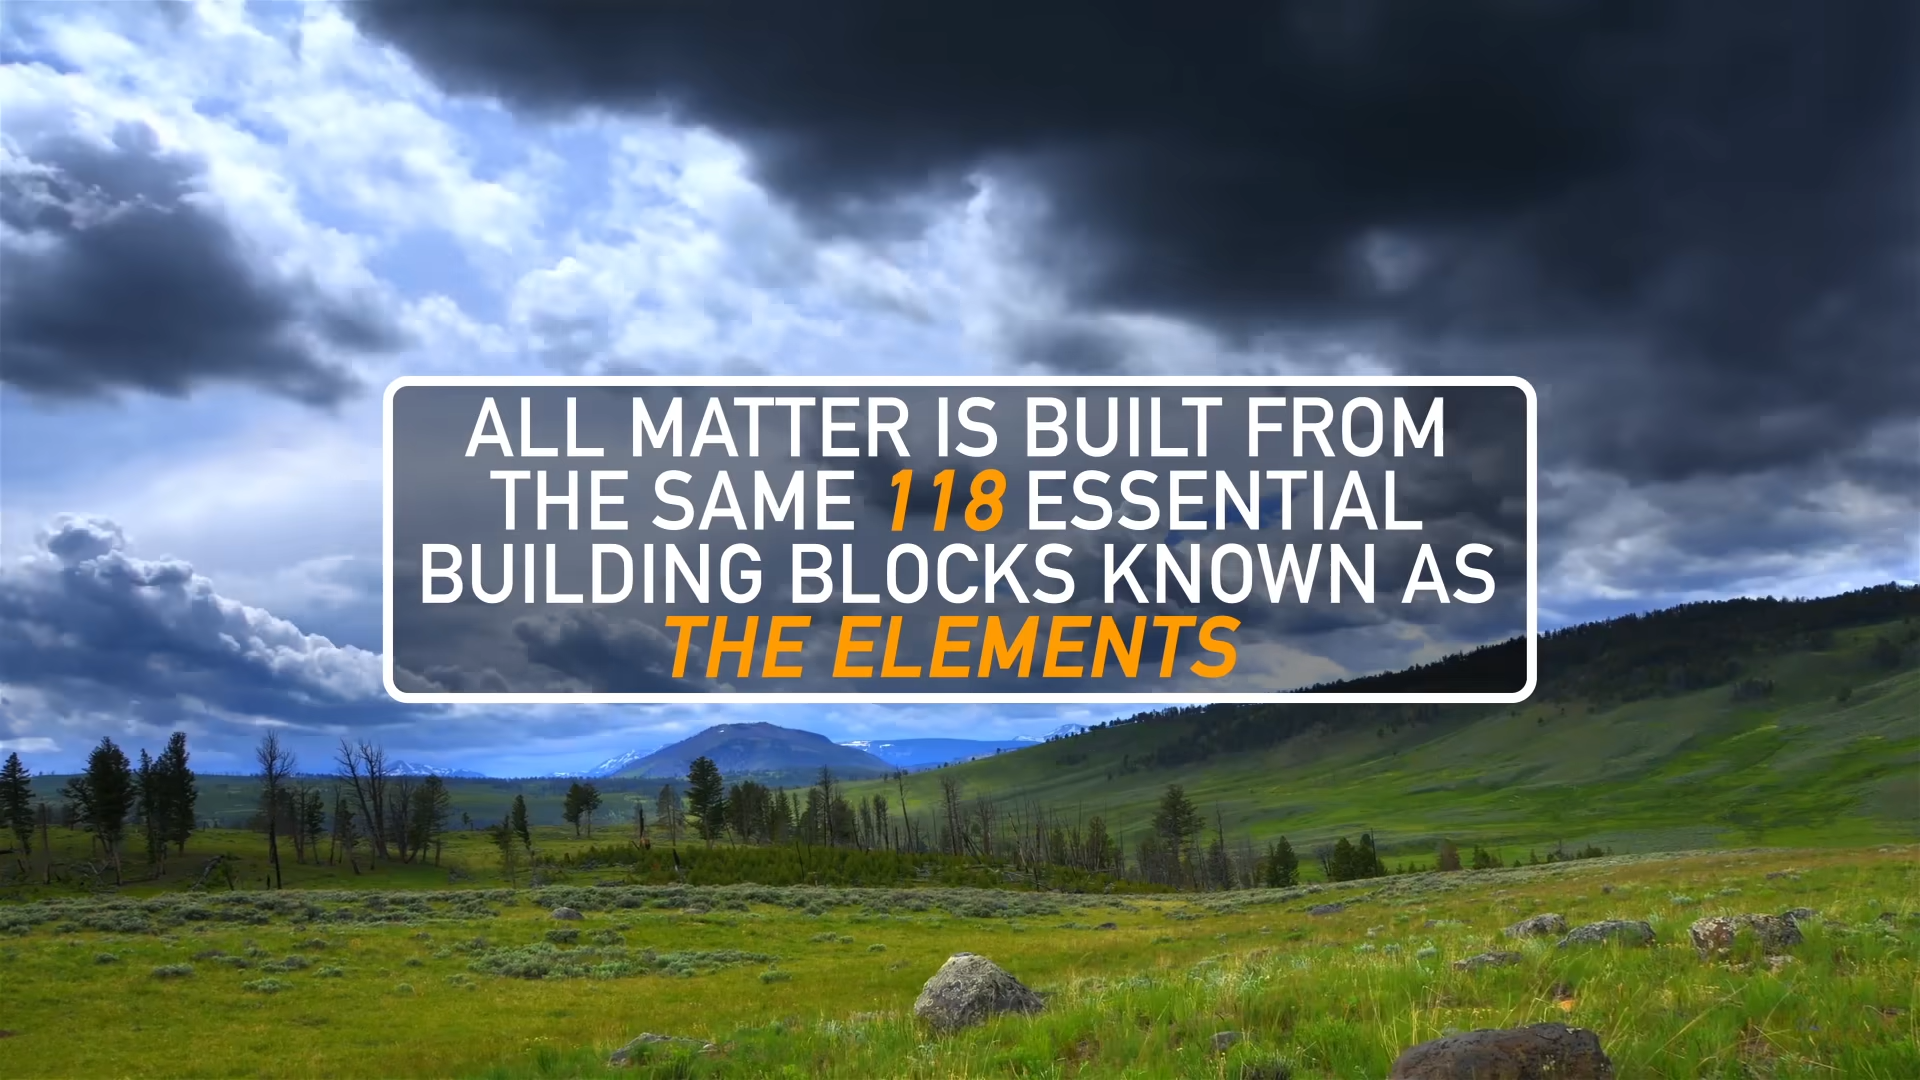 ALL MATTER IS BUILT FROM
THE SAME 118 ESSENTIAL
BUILDING BLOCKS KNOWN AS
THE ELEMENTS